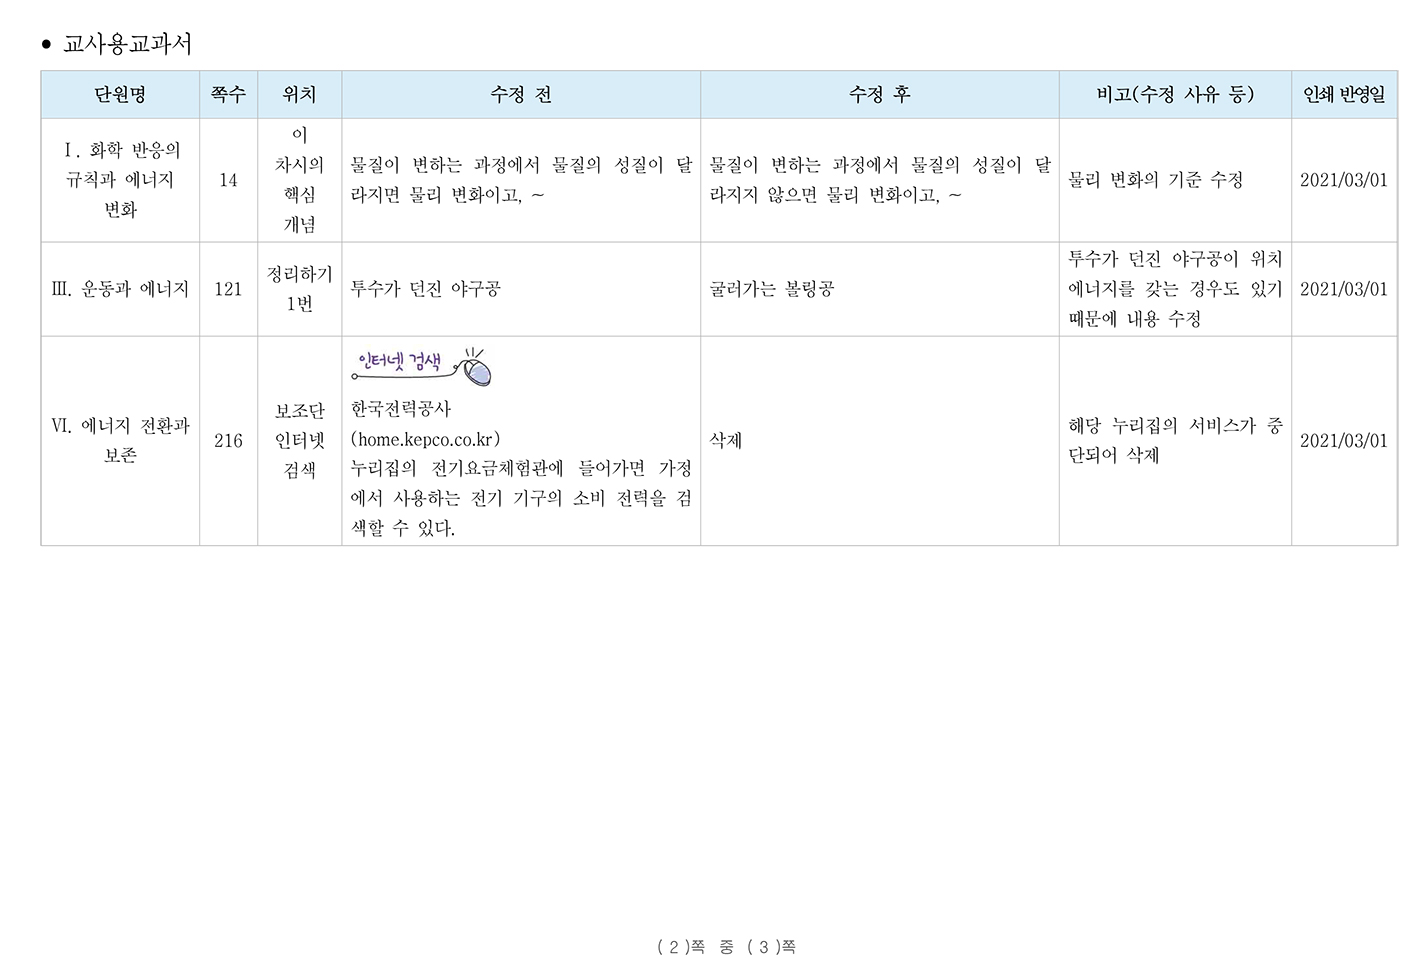 • 교사용교과서
단원명 쪽수 위치 수정 전 수정 후 비고(수정 사유 등) 인쇄 반영일
Ⅰ. 화학 반응의
규칙과 에너지
변화
14
이
차시의
핵심
개념
물질이 변하는 과정에서 물질의 성질이 달
라지면 물리 변화이고, ~
물질이 변하는 과정에서 물질의 성질이 달
라지지 않으면 물리 변화이고, ~
물리 변화의 기준 수정
2021/03/01
Ⅲ. 운동과 에너지
121
정리하기
1번
투수가 던진 야구공
굴러가는 볼링공
투수가 던진 야구공이 위치
에너지를 갖는 경우도 있기
때문에 내용 수정
2021/03/01
Ⅵ. 에너지 전환과
보존
216
보조단
인터넷
검색
인터넷 검색
한국전력공사
(home.kepco.co.kr)
누리집의 전기요금체험관에 들어가면 가정
에서 사용하는 전기 기구의 소비 전력을 검
색할 수 있다.
삭제
해당 누리집의 서비스가 중
단되어 삭제
2021/03/01
( 2 )쪽 중 ( 3 )쪽